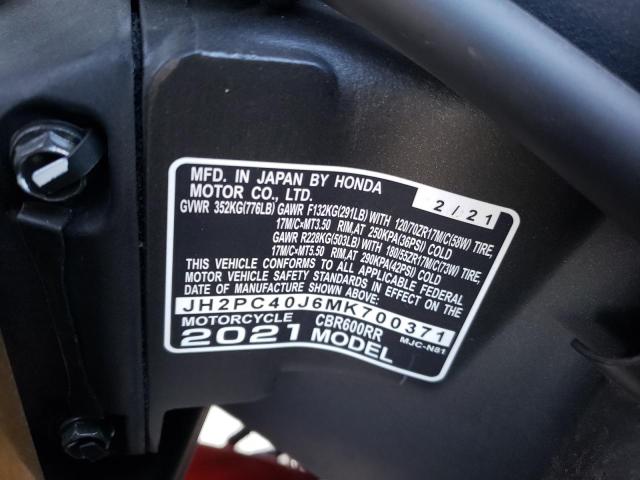 MFD. IN JAPAN BY HONDA
MOTOR CO., LTD. 2/21
GVWR 352KG(776LB) GAWR F132KG(291LB) WITH 120/70ZR17M/C(58W) TIRE,
17M/C×MT3.50 RIM,AT 250KPA(36PSI) COLD
GAWR R228KG(503LB) WITH 180/55ZR17M/C(73W) TIRE,
17M/C×MT5.50 RIM,AT 290KPA(42PSI) COLD
THIS VEHICLE CONFORMS TO ALL APPLICABLE FEDERAL
MOTOR VEHICLE SAFETY STANDARDS IN EFFECT ON THE
DATE OF MANUFACTURE SHOWN ABOVE.
JH2PC40J6MK700371
MOTORCYCLE CBR600RR MJC-N81
2021 MODEL